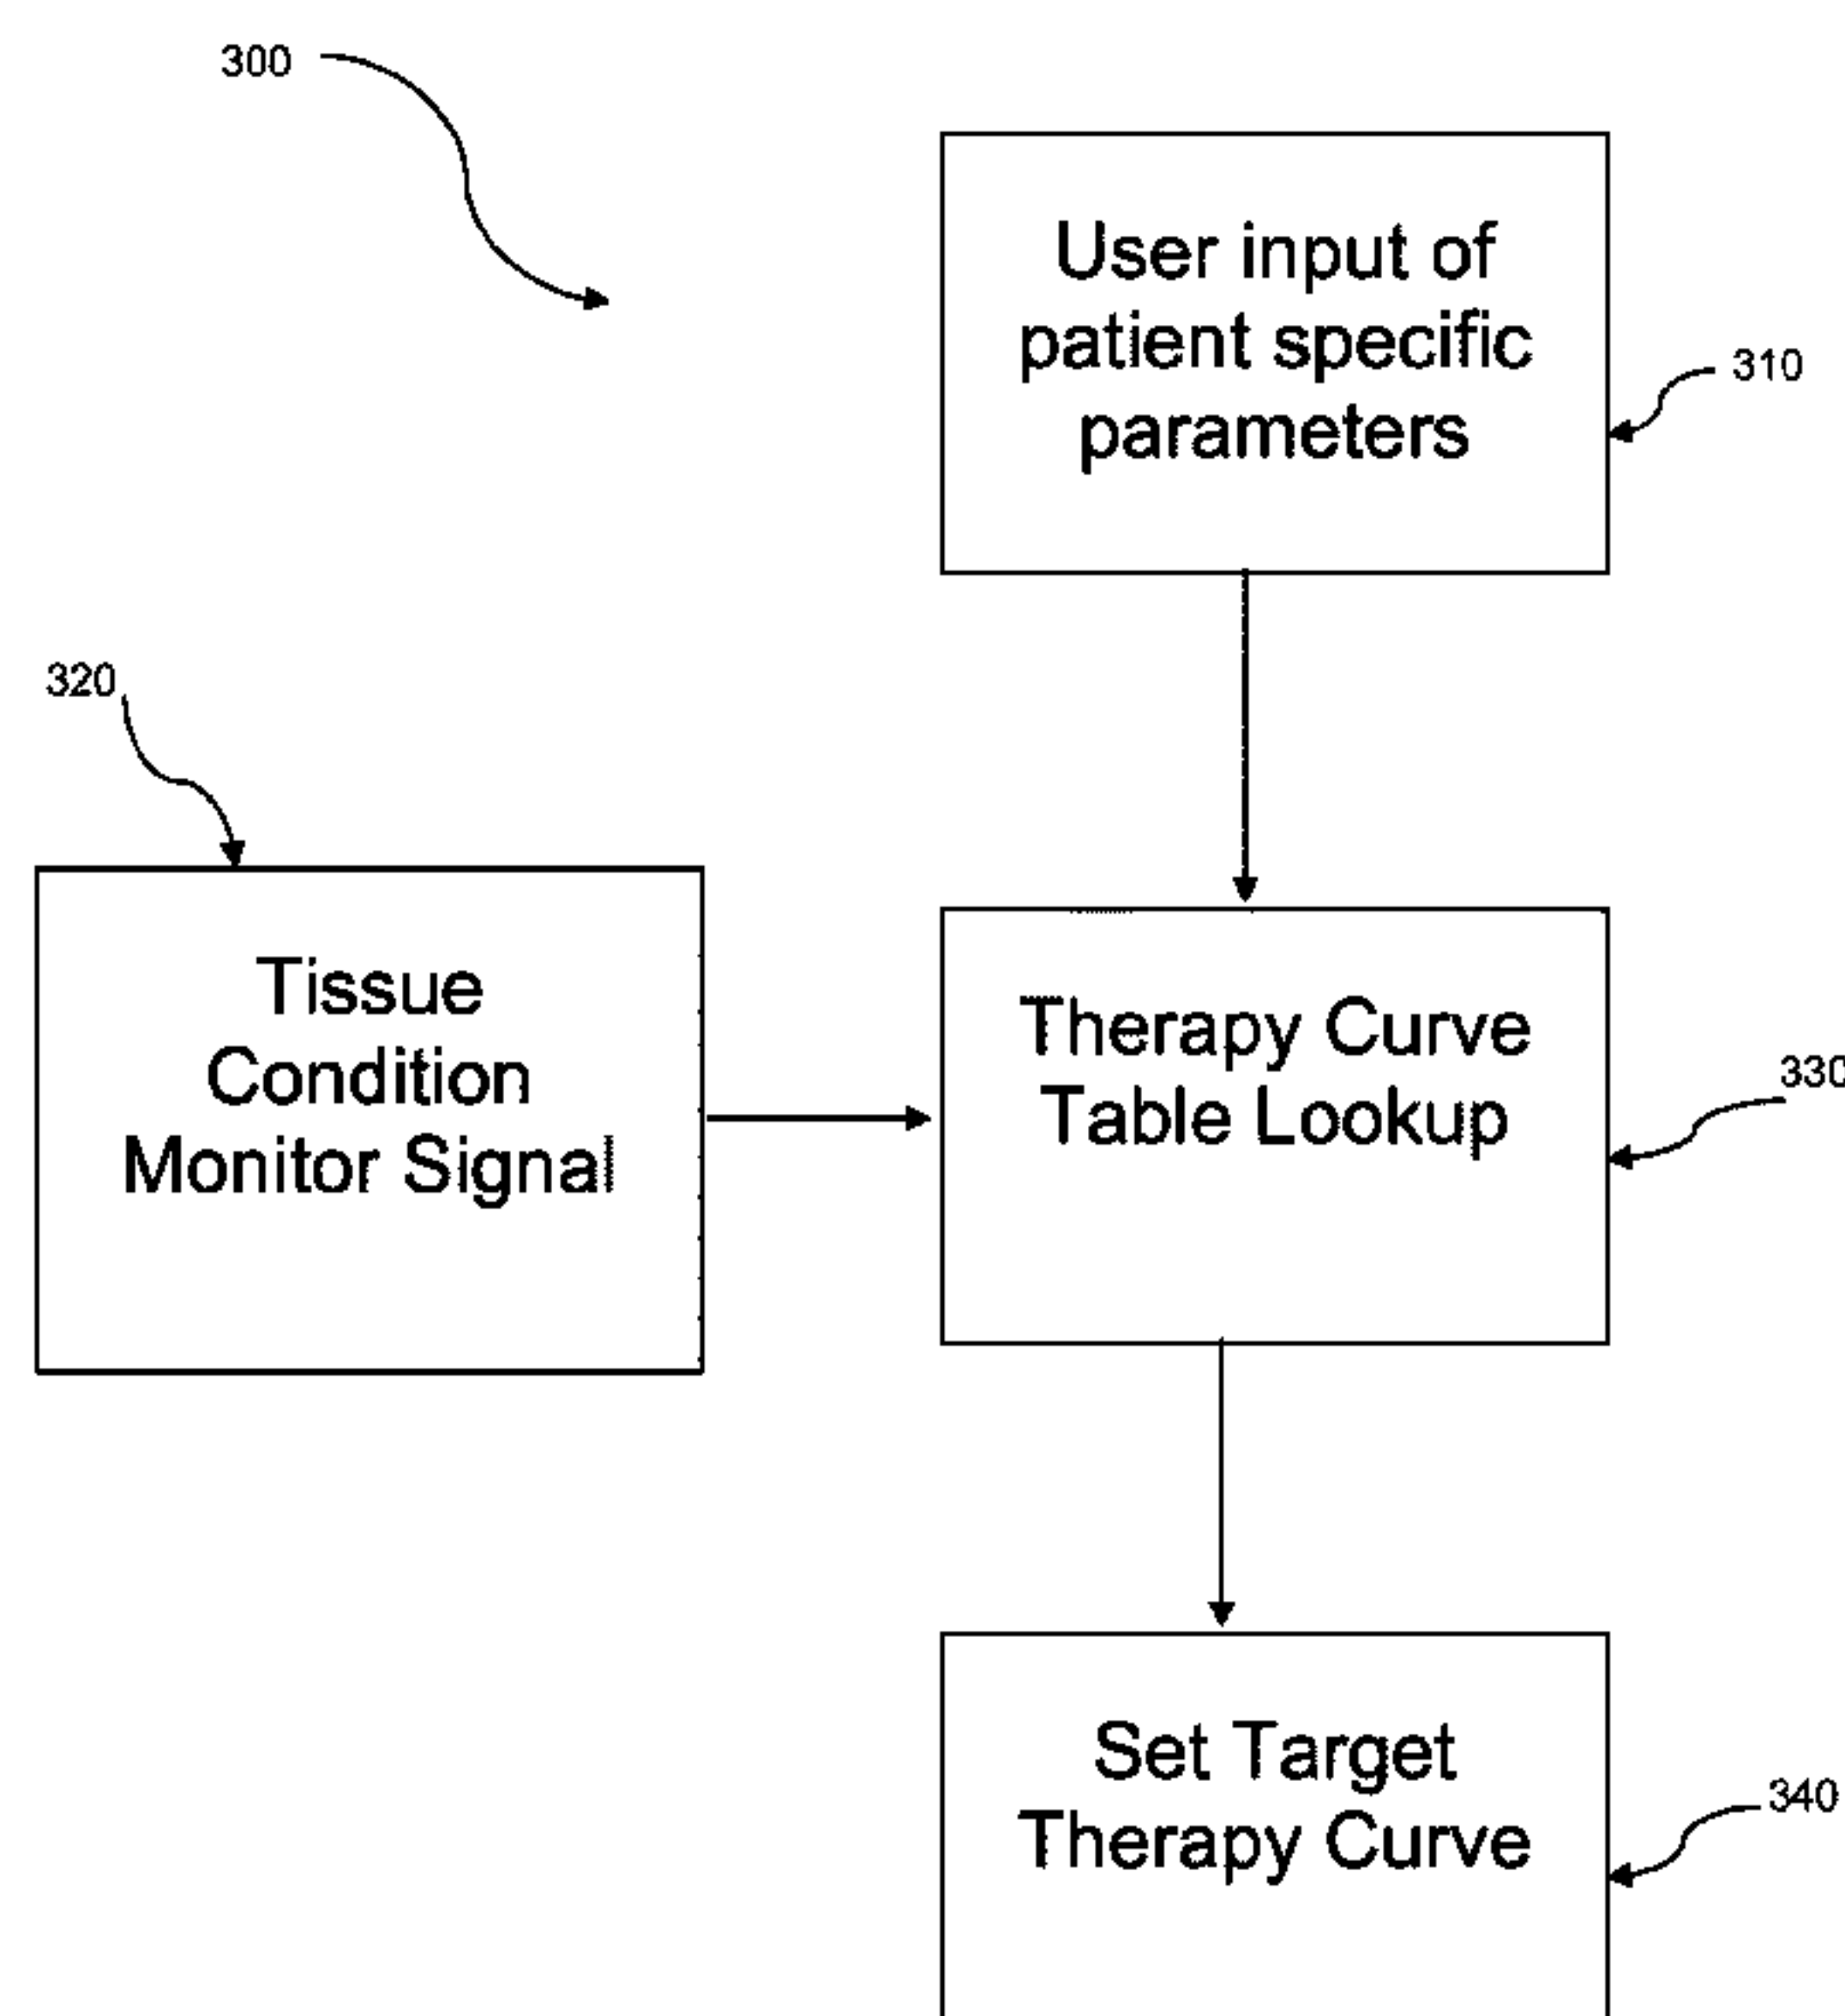 300
User input of
patient specific
parameters
310
320
Tissue
Condition
Monitor Signal
Therapy Curve
Table Lookup
330
Set Target
Therapy Curve
340